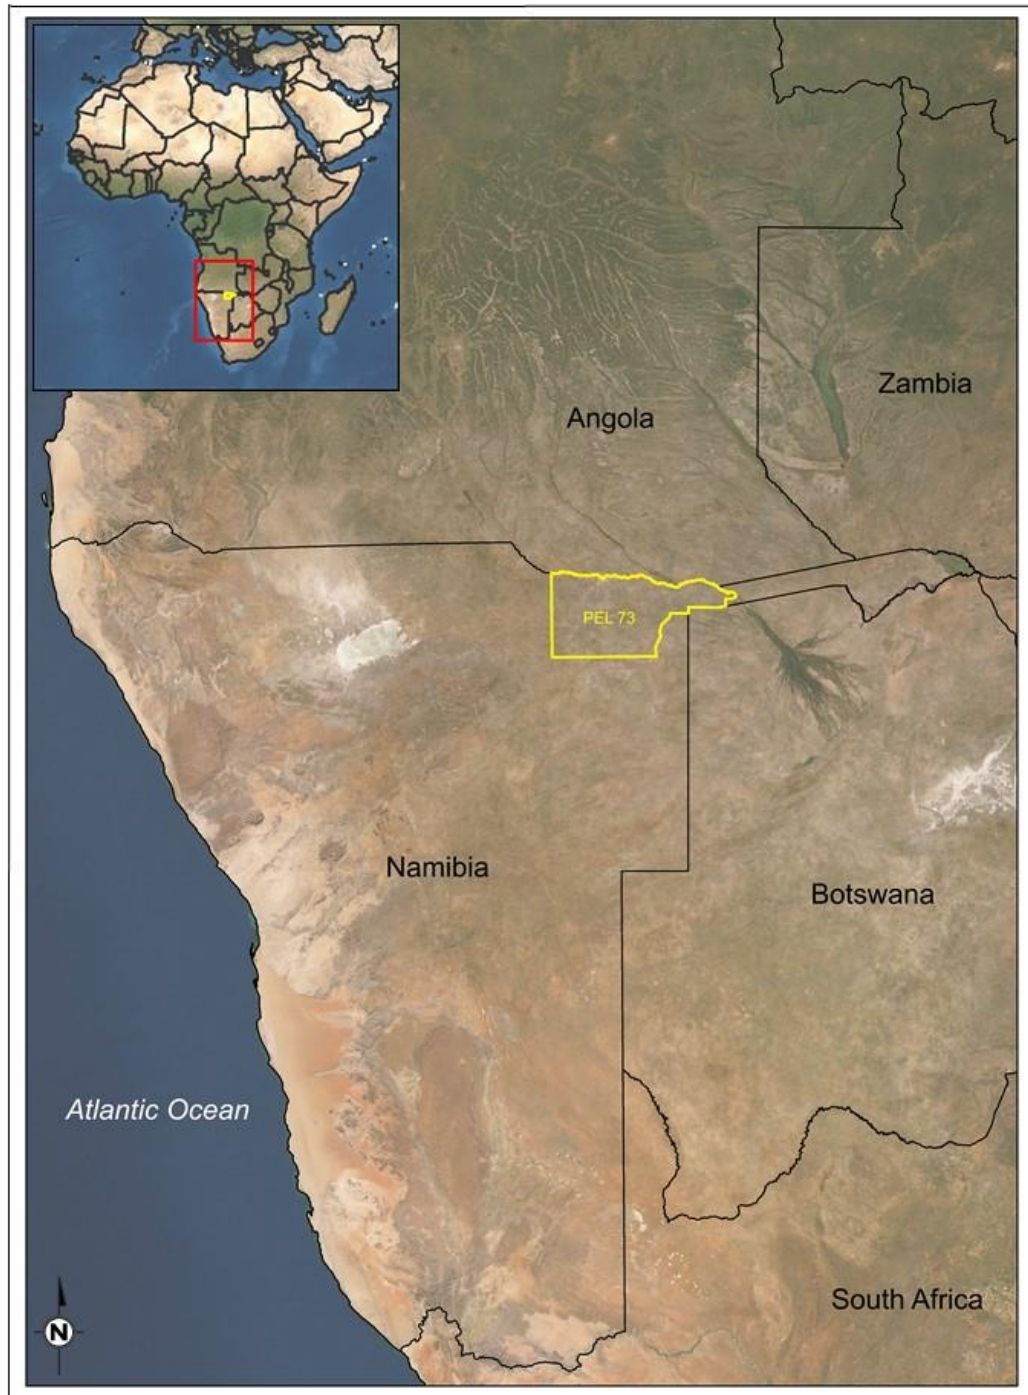 Zambia
Angola
PEL 73
Namibia
Botswana
Atlantic Ocean
South Africa
N